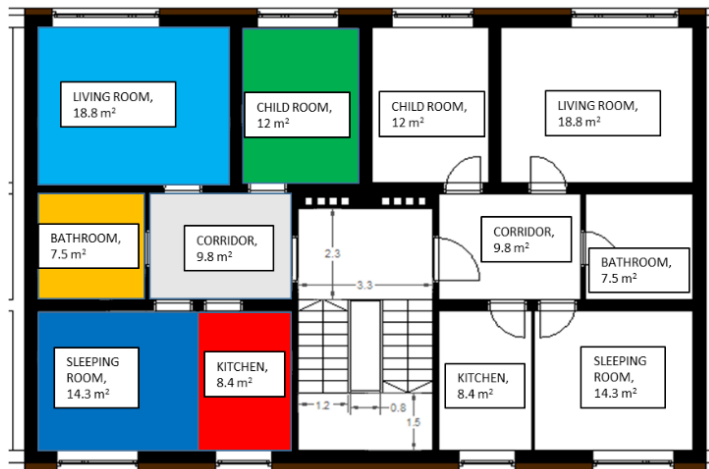 LIVING ROOM,
18.8 m²
CHILD ROOM,
12 m²
CHILD ROOM,
12 m²
LIVING ROOM,
18.8 m²
BATHROOM,
7.5 m²
CORRIDOR,
9.8 m²
2.3
3.3
CORRIDOR,
9.8 m²
BATHROOM,
7.5 m²
SLEEPING
ROOM,
14.3 m²
KITCHEN,
8.4 m²
1.2
0.8
1.5
KITCHEN,
8.4 m²
SLEEPING
ROOM,
14.3 m²